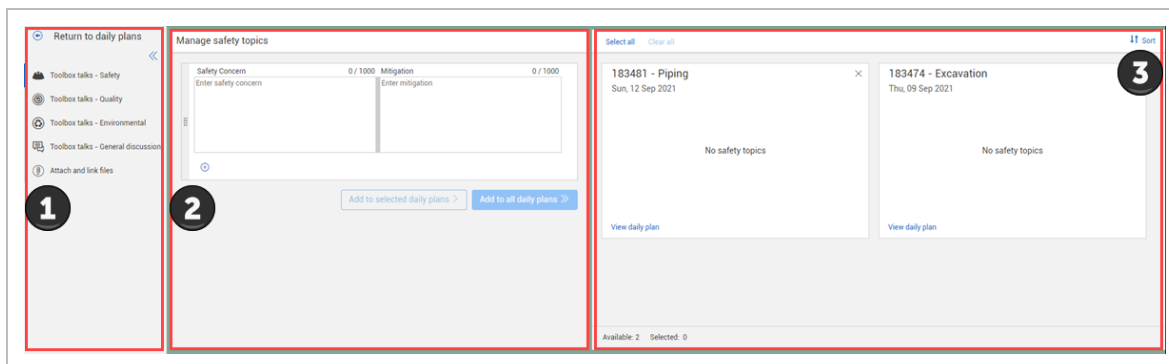 Return to daily plans
Toolbox talks - Safety
Toolbox talks - Quality
Toolbox talks - Environmental
Toolbox talks - General discussion
Attach and link files
1
Manage safety topics
Safety Concern 0 / 1000 Mitigation 0 / 1000
Enter safety concern Enter mitigation
Add to selected daily plans Add to all daily plans
2
Select all Clear all Sort
3
183481 - Piping
Sun, 12 Sep 2021
No safety topics
View daily plan
183474 - Excavation
Thu, 09 Sep 2021
No safety topics
View daily plan
Available: 2 Selected: 0